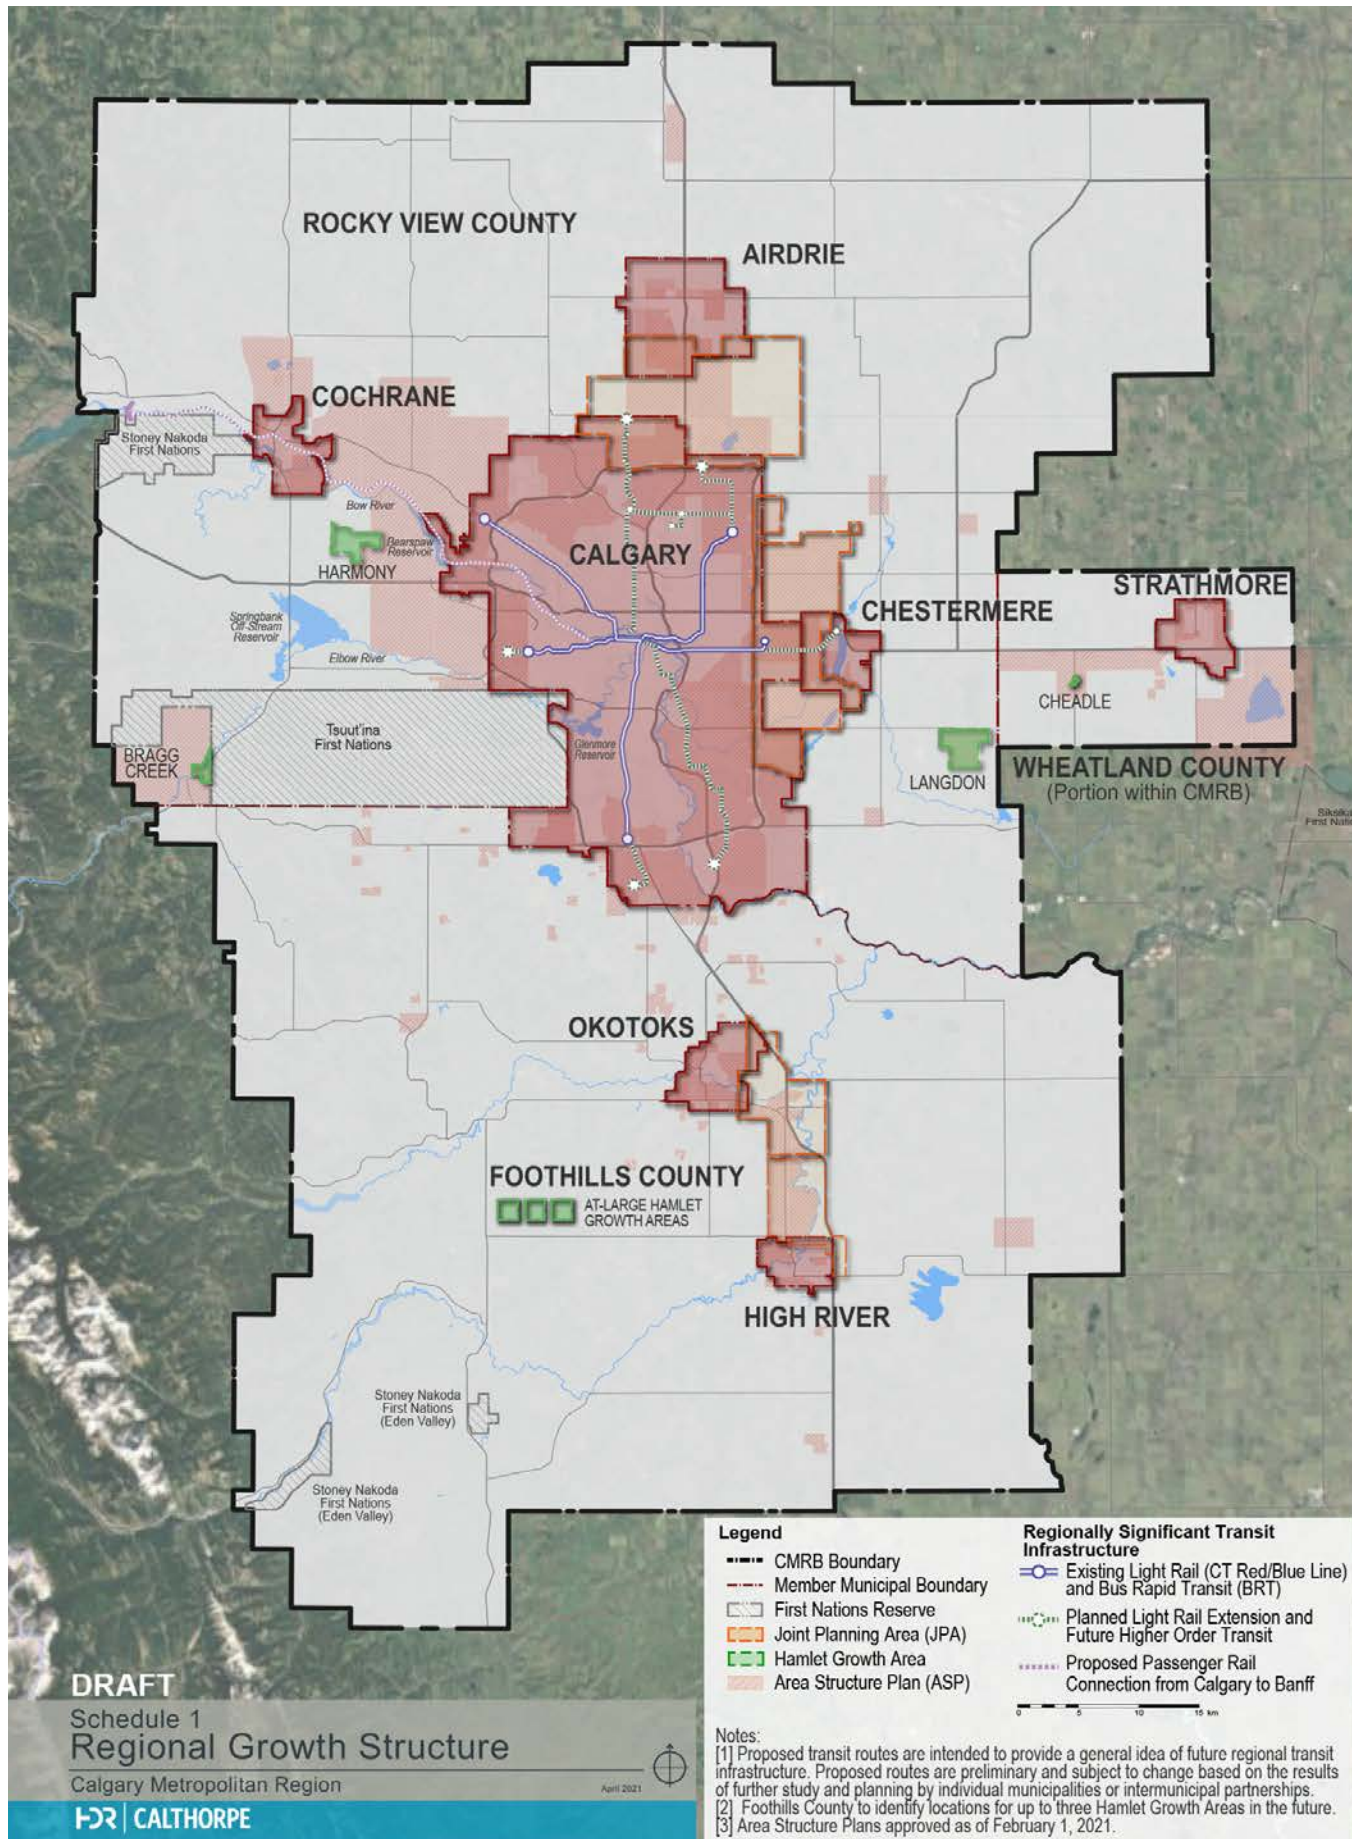 ROCKY VIEW COUNTY
AIRDRIE
COCHRANE
Stoney Nakoda
First Nations
Bow River
Bearspaw
Reservoir
HARMONY
CALGARY
STRATHMORE
CHESTERMERE
Springbank
Off-Stream
Reservoir
Elbow River
CHEADLE
Tsuut'ina
First Nations
Glenmore
Reservoir
BRAGG
CREEK
LANGDON
WHEATLAND COUNTY
(Portion within CMRB)
First
OKOTOKS
FOOTHILLS COUNTY
AT-LARGE HAMLET
GROWTH AREAS
HIGH RIVER
Stoney Nakoda
First Nations
(Eden Valley)
Stoney Nakoda
First Nations
(Eden Valley)
Legend
CMRB Boundary
Member Municipal Boundary
First Nations Reserve
Joint Planning Area (JPA)
Hamlet Growth Area
Area Structure Plan (ASP)
Regionally Significant Transit
Infrastructure
Existing Light Rail (CT Red/Blue Line)
and Bus Rapid Transit (BRT)
Planned Light Rail Extension and
Future Higher Order Transit
Proposed Passenger Rail
Connection from Calgary to Banff
0 5 10 15 km
Notes:
[1] Proposed transit routes are intended to provide a general idea of future regional transit
infrastructure. Proposed routes are preliminary and subject to change based on the results
of further study and planning by individual municipalities or intermunicipal partnerships.
[2] Foothills County to identify locations for up to three Hamlet Growth Areas in the future.
[3] Area Structure Plans approved as of February 1, 2021.
DRAFT
Schedule 1
Regional Growth Structure
Calgary Metropolitan Region
April 2021
HDR | CALTHORPE